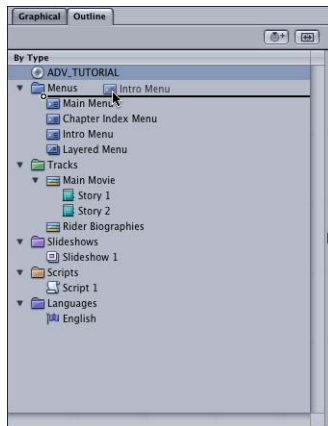 Graphical Outline
By Type
ADV_TUTORIAL
Menus Intro Menu
Main Menu
Chapter Index Menu
Intro Menu
Layered Menu
Tracks
Main Movie
Story 1
Story 2
Rider Biographies
Slideshows
Slideshow 1
Scripts
Script 1
Languages
English